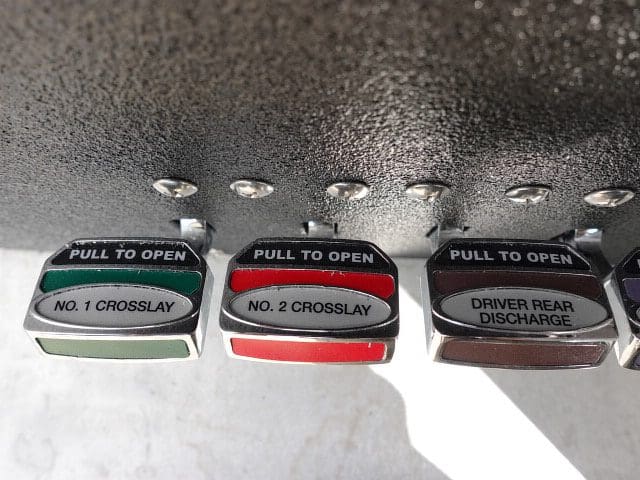 PULL TO OPEN
NO. 1 CROSSLAY
PULL TO OPEN
NO. 2 CROSSLAY
PULL TO OPEN
DRIVER REAR
DISCHARGE